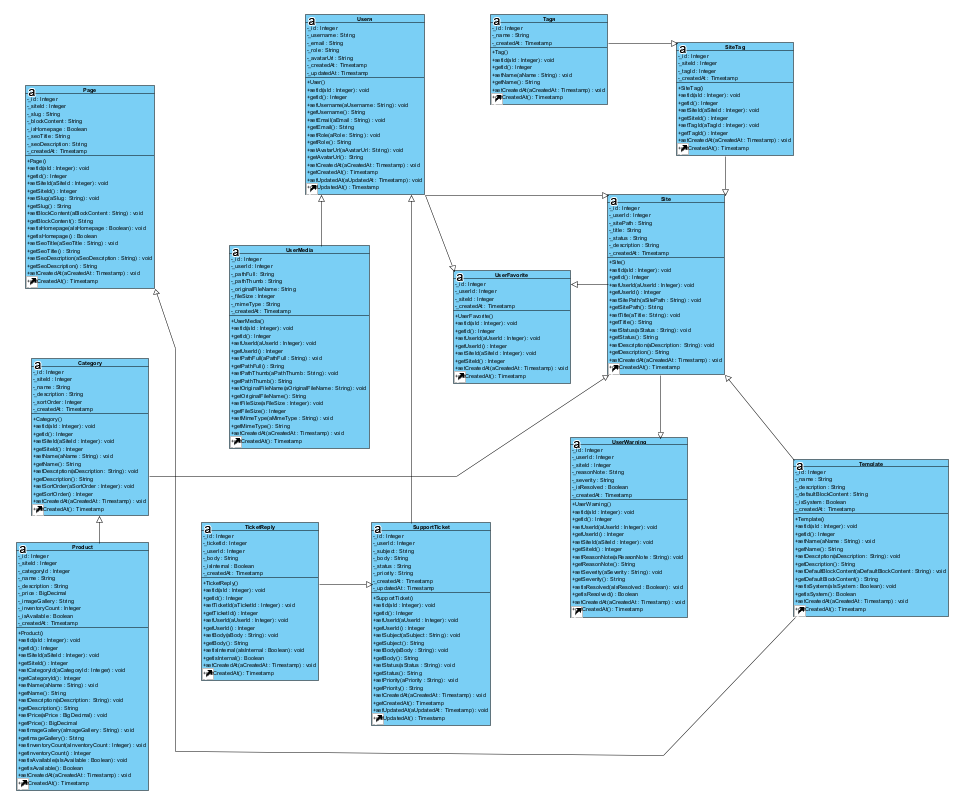 Users
-_id : Integer
-_username : String
-_email : String
-_role : String
-_avatarUrl : String
-_createdAt : Timestamp
-_updatedAt : Timestamp
+User()
+setId(aId : Integer) : void
+getId() : Integer
+setUsername(aUsername : String) : void
+getUsername() : String
+setEmail(aEmail : String) : void
+getEmail() : String
+setRole(aRole : String) : void
+getRole() : String
+setAvatarUrl(aAvatarUrl : String) : void
+getAvatarUrl() : String
+setCreatedAt(aCreatedAt : Timestamp) : void
+getCreatedAt() : Timestamp
+setUpdatedAt(aUpdatedAt : Timestamp) : void
UpdatedAt() : Timestamp
Tags
-_id : Integer
-_name : String
-_createdAt : Timestamp
+Tag()
+setId(aId : Integer) : void
+getId() : Integer
+setName(aName : String) : void
+getName() : String
+setCreatedAt(aCreatedAt : Timestamp) : void
CreatedAt() : Timestamp
SiteTag
-_id : Integer
-_siteId : Integer
-_tagId : Integer
-_createdAt : Timestamp
+SiteTag()
+setId(aId : Integer) : void
+getId() : Integer
+setSiteId(aSiteId : Integer) : void
+getSiteId() : Integer
+setTagId(aTagId : Integer) : void
+getTagId() : Integer
+setCreatedAt(aCreatedAt : Timestamp) : void
CreatedAt() : Timestamp
Page
-_id : Integer
-_siteId : Integer
-_slug : String
-_blockContent : String
-_isHomepage : Boolean
-_seoTitle : String
-_seoDescription : String
-_createdAt : Timestamp
+Page()
+setId(aId : Integer) : void
+getId() : Integer
+setSiteId(aSiteId : Integer) : void
+getSiteId() : Integer
+setSlug(aSlug : String) : void
+getSlug() : String
+setBlockContent(aBlockContent : String) : void
+getBlockContent() : String
+setIsHomepage(aIsHomepage : Boolean) : void
+getIsHomepage() : Boolean
+setSeoTitle(aSeoTitle : String) : void
+getSeoTitle() : String
+setSeoDescription(aSeoDescription : String) : void
+getSeoDescription() : String
+setCreatedAt(aCreatedAt : Timestamp) : void
CreatedAt() : Timestamp
Site
-_id : Integer
-_userId : Integer
-_sitePath : String
-_title : String
-_status : String
-_description : String
-_createdAt : Timestamp
+Site()
+setId(aId : Integer) : void
+getId() : Integer
+setUserId(aUserId : Integer) : void
+getUserId() : Integer
+setSitePath(aSitePath : String) : void
+getSitePath() : String
+setTitle(aTitle : String) : void
+getTitle() : String
+setStatus(aStatus : String) : void
+getStatus() : String
+setDescription(aDescription : String) : void
+getDescription() : String
+setCreatedAt(aCreatedAt : Timestamp) : void
CreatedAt() : Timestamp
UserMedia
-_id : Integer
-_userId : Integer
-_pathFull : String
-_pathThumb : String
-_originalFileName : String
-_fileSize : Integer
-_mimeType : String
-_createdAt : Timestamp
+UserMedia()
+setId(aId : Integer) : void
+getId() : Integer
+setUserId(aUserId : Integer) : void
+getUserId() : Integer
+setPathFull(aPathFull : String) : void
+getPathFull() : String
+setPathThumb(aPathThumb : String) : void
+getPathThumb() : String
+setOriginalFileName(aOriginalFileName : String) : void
+getOriginalFileName() : String
+setFileSize(aFileSize : Integer) : void
+getFileSize() : Integer
+setMimeType(aMimeType : String) : void
+getMimeType() : String
+setCreatedAt(aCreatedAt : Timestamp) : void
CreatedAt() : Timestamp
UserFavorite
-_id : Integer
-_userId : Integer
-_siteId : Integer
-_createdAt : Timestamp
+UserFavorite()
+setId(aId : Integer) : void
+getId() : Integer
+setUserId(aUserId : Integer) : void
+getUserId() : Integer
+setSiteId(aSiteId : Integer) : void
+getSiteId() : Integer
+setCreatedAt(aCreatedAt : Timestamp) : void
CreatedAt() : Timestamp
Category
-_id : Integer
-_siteId : Integer
-_name : String
-_description : String
-_sortOrder : Integer
-_createdAt : Timestamp
+Category()
+setId(aId : Integer) : void
+getId() : Integer
+setSiteId(aSiteId : Integer) : void
+getSiteId() : Integer
+setName(aName : String) : void
+getName() : String
+setDescription(aDescription : String) : void
+getDescription() : String
+setSortOrder(aSortOrder : Integer) : void
+getSortOrder() : Integer
+setCreatedAt(aCreatedAt : Timestamp) : void
CreatedAt() : Timestamp
UserWarning
-_id : Integer
-_userId : Integer
-_siteId : Integer
-_reasonNote : String
-_severity : String
-_isResolved : Boolean
-_createdAt : Timestamp
+UserWarning()
+setId(aId : Integer) : void
+getId() : Integer
+setUserId(aUserId : Integer) : void
+getUserId() : Integer
+setSiteId(aSiteId : Integer) : void
+getSiteId() : Integer
+setReasonNote(aReasonNote : String) : void
+getReasonNote() : String
+setSeverity(aSeverity : String) : void
+getSeverity() : String
+setIsResolved(aIsResolved : Boolean) : void
+getIsResolved() : Boolean
+setCreatedAt(aCreatedAt : Timestamp) : void
CreatedAt() : Timestamp
Template
-_id : Integer
-_name : String
-_description : String
-_defaultBlockContent : String
-_isSystem : Boolean
-_createdAt : Timestamp
+Template()
+setId(aId : Integer) : void
+getId() : Integer
+setName(aName : String) : void
+getName() : String
+setDescription(aDescription : String) : void
+getDescription() : String
+setDefaultBlockContent(aDefaultBlockContent : String) : void
+getDefaultBlockContent() : String
+setIsSystem(aIsSystem : Boolean) : void
+getIsSystem() : Boolean
+setCreatedAt(aCreatedAt : Timestamp) : void
CreatedAt() : Timestamp
TicketReply
-_id : Integer
-_ticketId : Integer
-_userId : Integer
-_body : String
-_isInternal : Boolean
-_createdAt : Timestamp
+TicketReply()
+setId(aId : Integer) : void
+getId() : Integer
+setTicketId(aTicketId : Integer) : void
+getTicketId() : Integer
+setUserId(aUserId : Integer) : void
+getUserId() : Integer
+setBody(aBody : String) : void
+getBody() : String
+setIsInternal(aIsInternal : Boolean) : void
+getIsInternal() : Boolean
+setCreatedAt(aCreatedAt : Timestamp) : void
CreatedAt() : Timestamp
SupportTicket
-_id : Integer
-_userId : Integer
-_subject : String
-_body : String
-_status : String
-_priority : String
-_createdAt : Timestamp
-_updatedAt : Timestamp
+SupportTicket()
+setId(aId : Integer) : void
+getId() : Integer
+setUserId(aUserId : Integer) : void
+getUserId() : Integer
+setSubject(aSubject : String) : void
+getSubject() : String
+setBody(aBody : String) : void
+getBody() : String
+setStatus(aStatus : String) : void
+getStatus() : String
+setPriority(aPriority : String) : void
+getPriority() : String
+setCreatedAt(aCreatedAt : Timestamp) : void
+getCreatedAt() : Timestamp
+setUpdatedAt(aUpdatedAt : Timestamp) : void
UpdatedAt() : Timestamp
Product
-_id : Integer
-_siteId : Integer
-_categoryId : Integer
-_name : String
-_description : String
-_price : BigDecimal
-_imageGallery : String
-_inventoryCount : Integer
-_isAvailable : Boolean
-_createdAt : Timestamp
+Product()
+setId(aId : Integer) : void
+getId() : Integer
+setSiteId(aSiteId : Integer) : void
+getSiteId() : Integer
+setCategoryId(aCategoryId : Integer) : void
+getCategoryId() : Integer
+setName(aName : String) : void
+getName() : String
+setDescription(aDescription : String) : void
+getDescription() : String
+setPrice(aPrice : BigDecimal) : void
+getPrice() : BigDecimal
+setImageGallery(aImageGallery : String) : void
+getImageGallery() : String
+setInventoryCount(aInventoryCount : Integer) : void
+getInventoryCount() : Integer
+setIsAvailable(aIsAvailable : Boolean) : void
+getIsAvailable() : Boolean
+setCreatedAt(aCreatedAt : Timestamp) : void
CreatedAt() : Timestamp